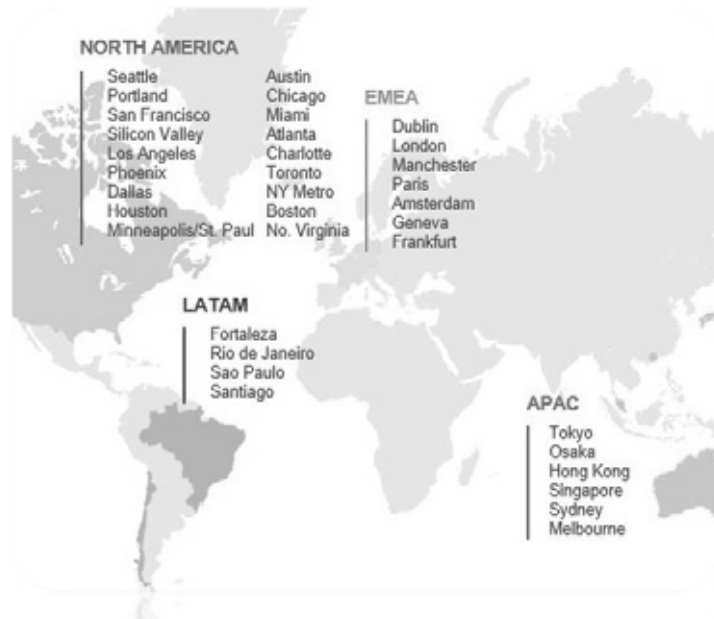 NORTH AMERICA
Seattle
Portland
San Francisco
Silicon Valley
Los Angeles
Phoenix
Dallas
Houston
Minneapolis/St. Paul
Austin
Chicago
Miami
Atlanta
Charlotte
Toronto
NY Metro
Boston
No. Virginia
EMEA
Dublin
London
Manchester
Paris
Amsterdam
Geneva
Frankfurt
LATAM
Fortaleza
Rio de Janeiro
Sao Paulo
Santiago
APAC
Tokyo
Osaka
Hong Kong
Singapore
Sydney
Melbourne